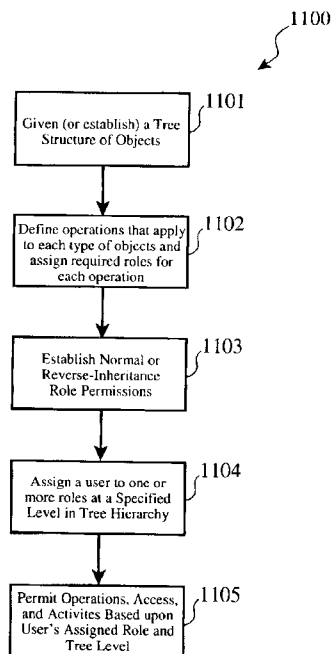 1100
1101
Given (or establish) a Tree
Structure of Objects
1102
Define operations that apply
to each type of objects and
assign required roles for
each operation
1103
Establish Normal or
Reverse-Inheritance
Role Permissions
1104
Assign a user to one or
more roles at a Specified
Level in Tree Hierarchy
1105
Permit Operations, Access,
and Activites Based upon
User's Assigned Role and
Tree Level